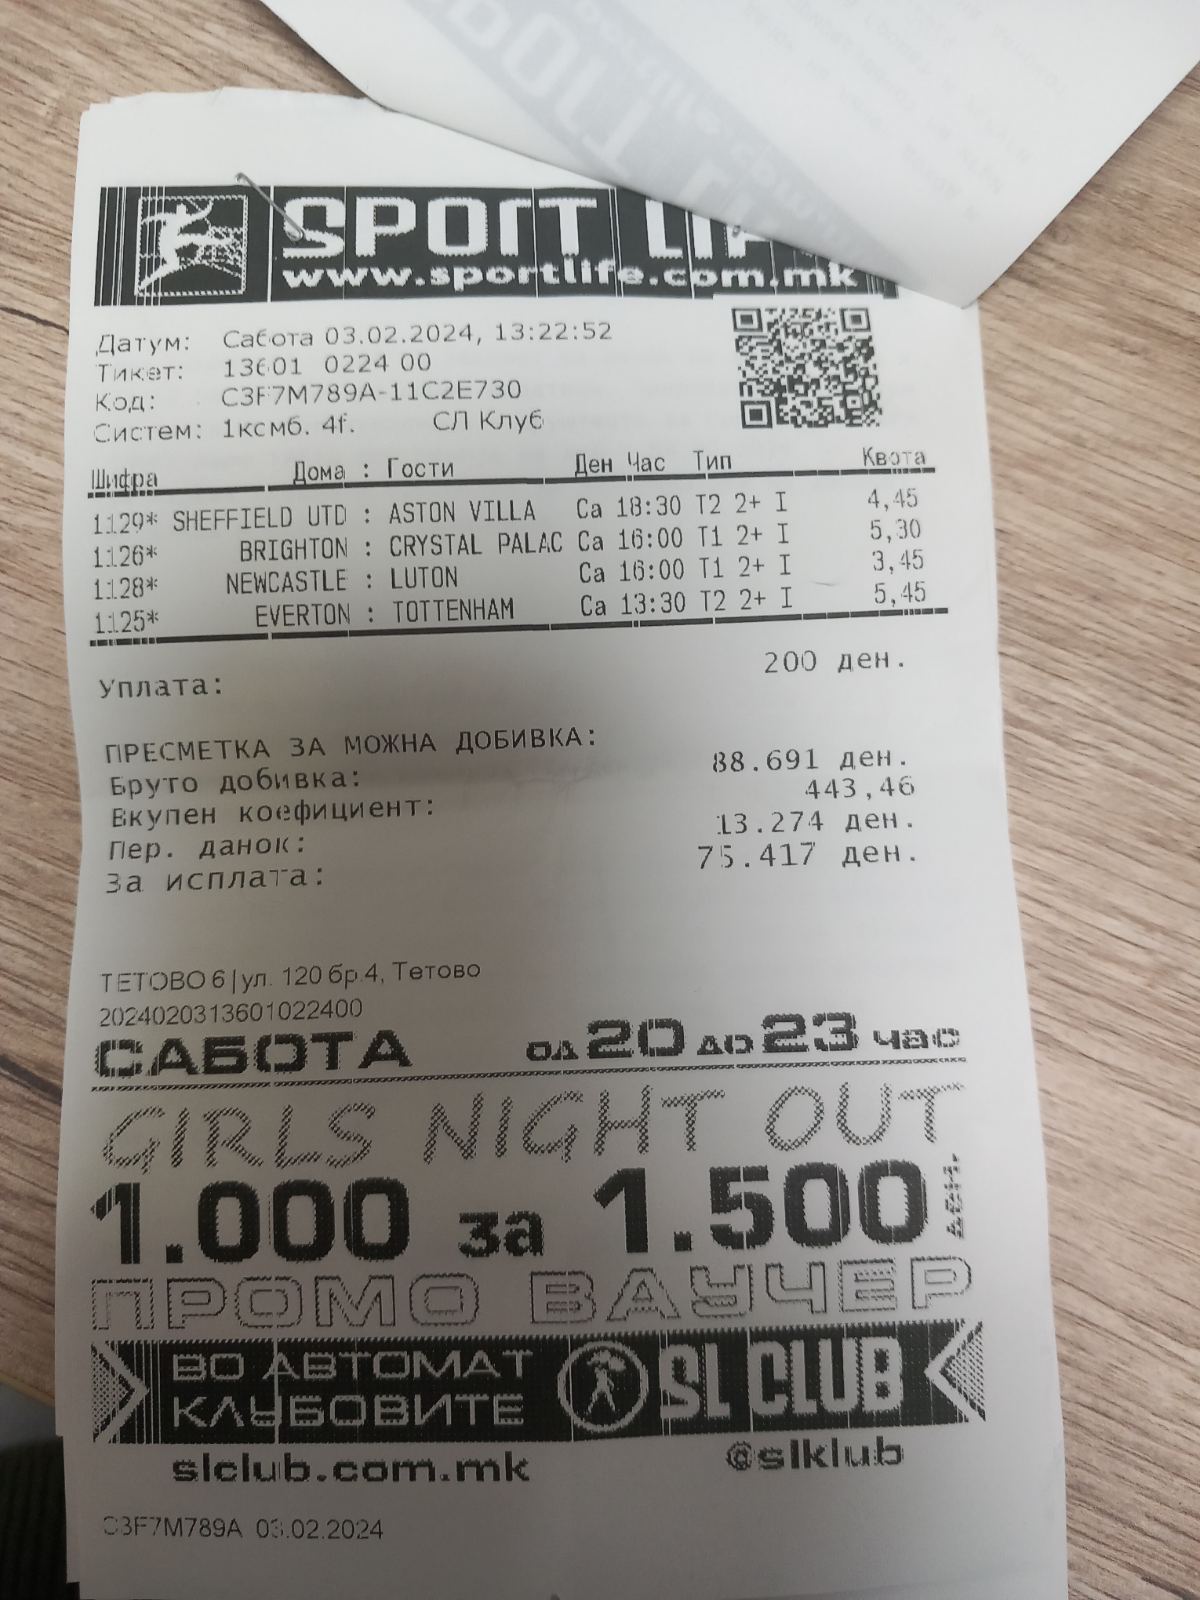 SPORT LIF
www.sportlife.com.mk
Датум: Сабота 03.02.2024, 13:22:52
Тикет: 13601 0224 00
Код: C3F7M789A-11C2E730
Систем: 1ксмб. 4f. СЛ Клуб
Шифра Дома : Гости Ден Час Тип Квота
1129* SHEFFIELD UTD : ASTON VILLA Са 18:30 T2 2+ I 4,45
1126* BRIGHTON : CRYSTAL PALAC Са 16:00 T1 2+ I 5,30
1128* NEWCASTLE : LUTON Са 16:00 T1 2+ I 3,45
1125* EVERTON : TOTTENHAM Са 13:30 T2 2+ I 5,45
Уплата: 200 ден.
ПРЕСМЕТКА ЗА МОЖНА ДОБИВКА:
Бруто добивка: 88.691 ден.
Вкупен коефициент: 443,46
Пер. данок: 13.274 ден.
За исплата: 75.417 ден.
ТЕТОВО 6|ул. 120 бр.4, Тетово
2024020313601022400
САБОТА од 20 до 23 час
GIRLS NIGHT OUT
1.000 за 1.500 ден.
ПРОМО ВАУЧЕР
ВО АВТОМАТ
КЛУБОВИТЕ SL CLUB
slclub.com.mk @slklub
C3F7M789A 03.02.2024